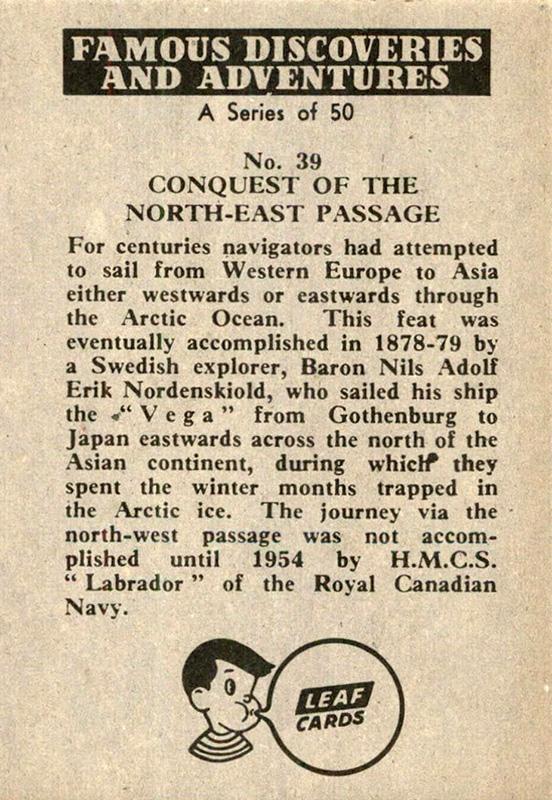 FAMOUS DISCOVERIES
AND ADVENTURES
A Series of 50
No. 39
CONQUEST OF THE
NORTH-EAST PASSAGE
For centuries navigators had attempted
to sail from Western Europe to Asia
either westwards or eastwards through
the Arctic Ocean. This feat was
eventually accomplished in 1878-79 by
a Swedish explorer, Baron Nils Adolf
Erik Nordenskiold, who sailed his ship
the "Vega" from Gothenburg to
Japan eastwards across the north of the
Asian continent, during which they
spent the winter months trapped in
the Arctic ice. The journey via the
north-west passage was not accom-
plished until 1954 by H.M.C.S.
"Labrador" of the Royal Canadian
Navy.
LEAF
CARDS